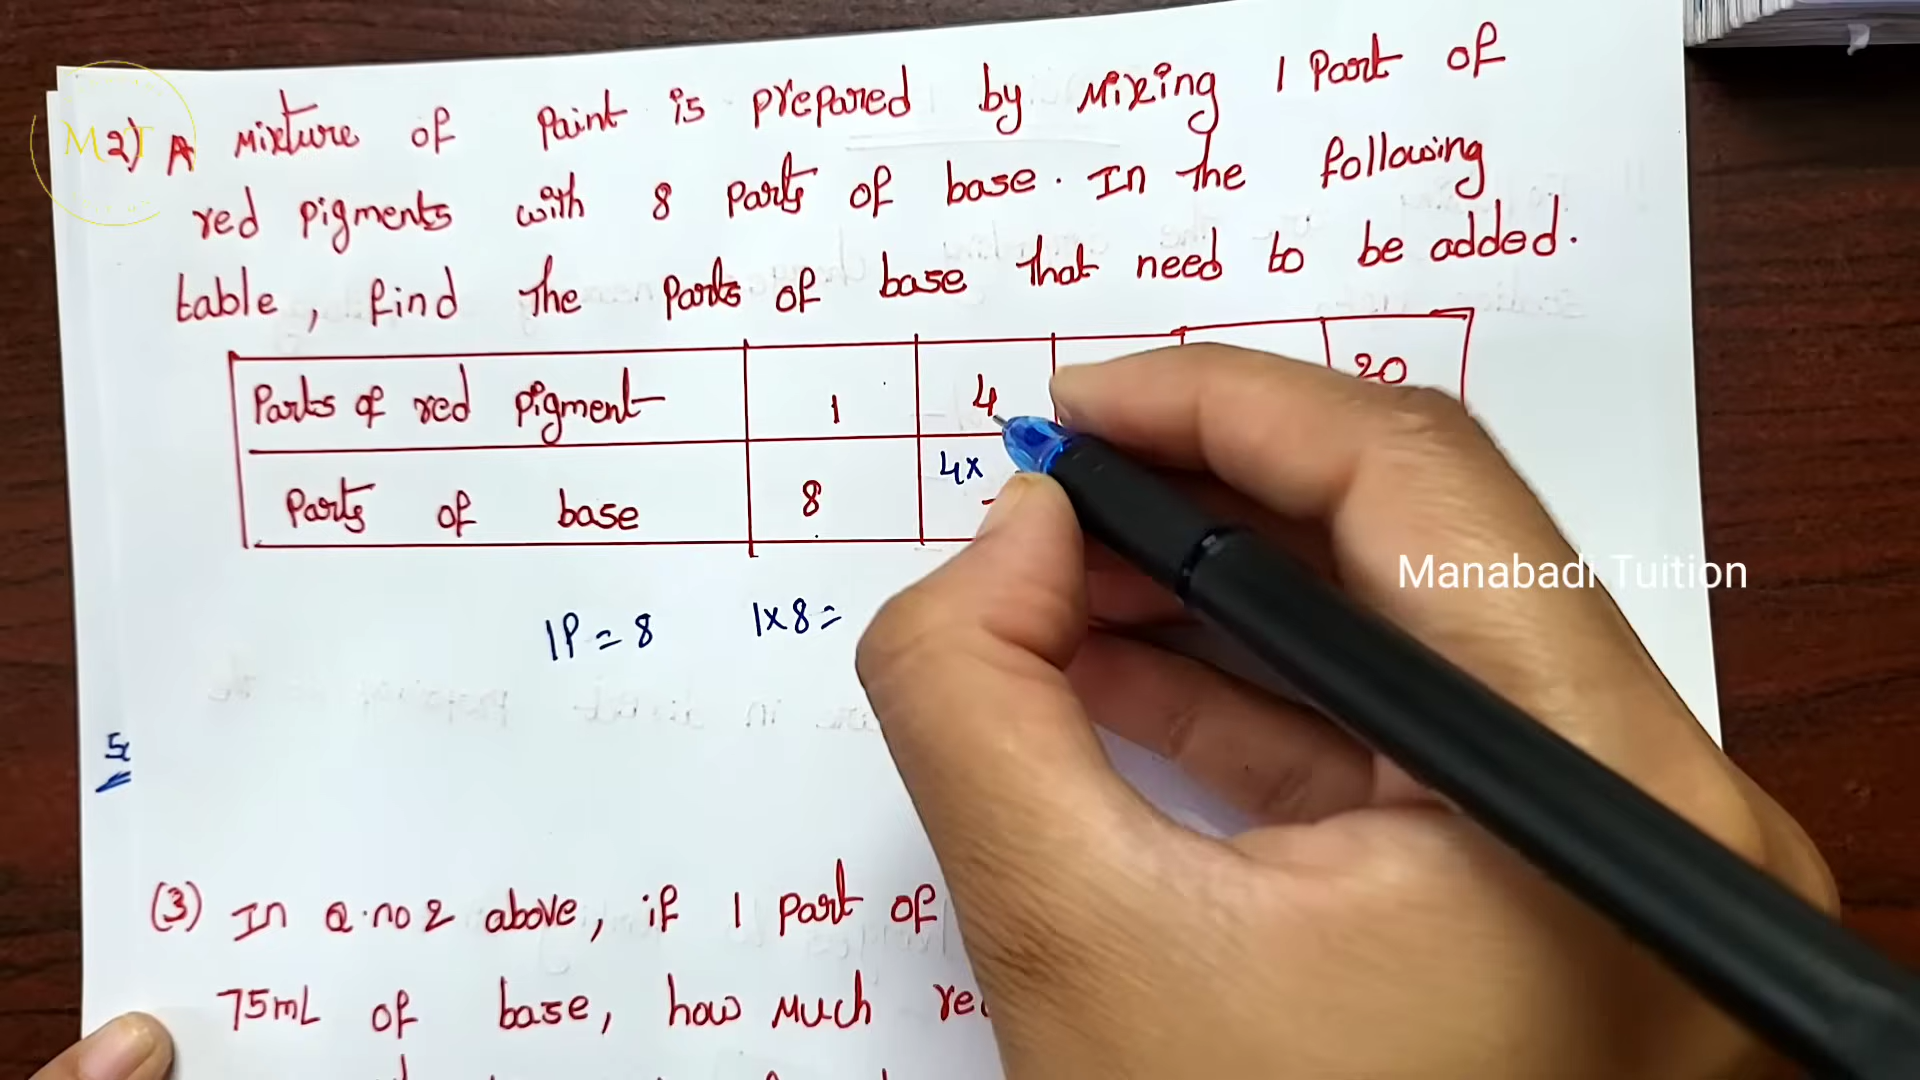 MT
2) A Mixture of Paint is prepared by Mixing 1 Part of
red pigments with 8 Parts of base. In the following
table, find the Parts of base that need to be added.
Parts of red pigment 1 4 20
Parts of base 8 4x
Manabadi Tuition
1P = 8 1x8=
(3) In Q.no 2 above, if 1 part of
75mL of base, how much